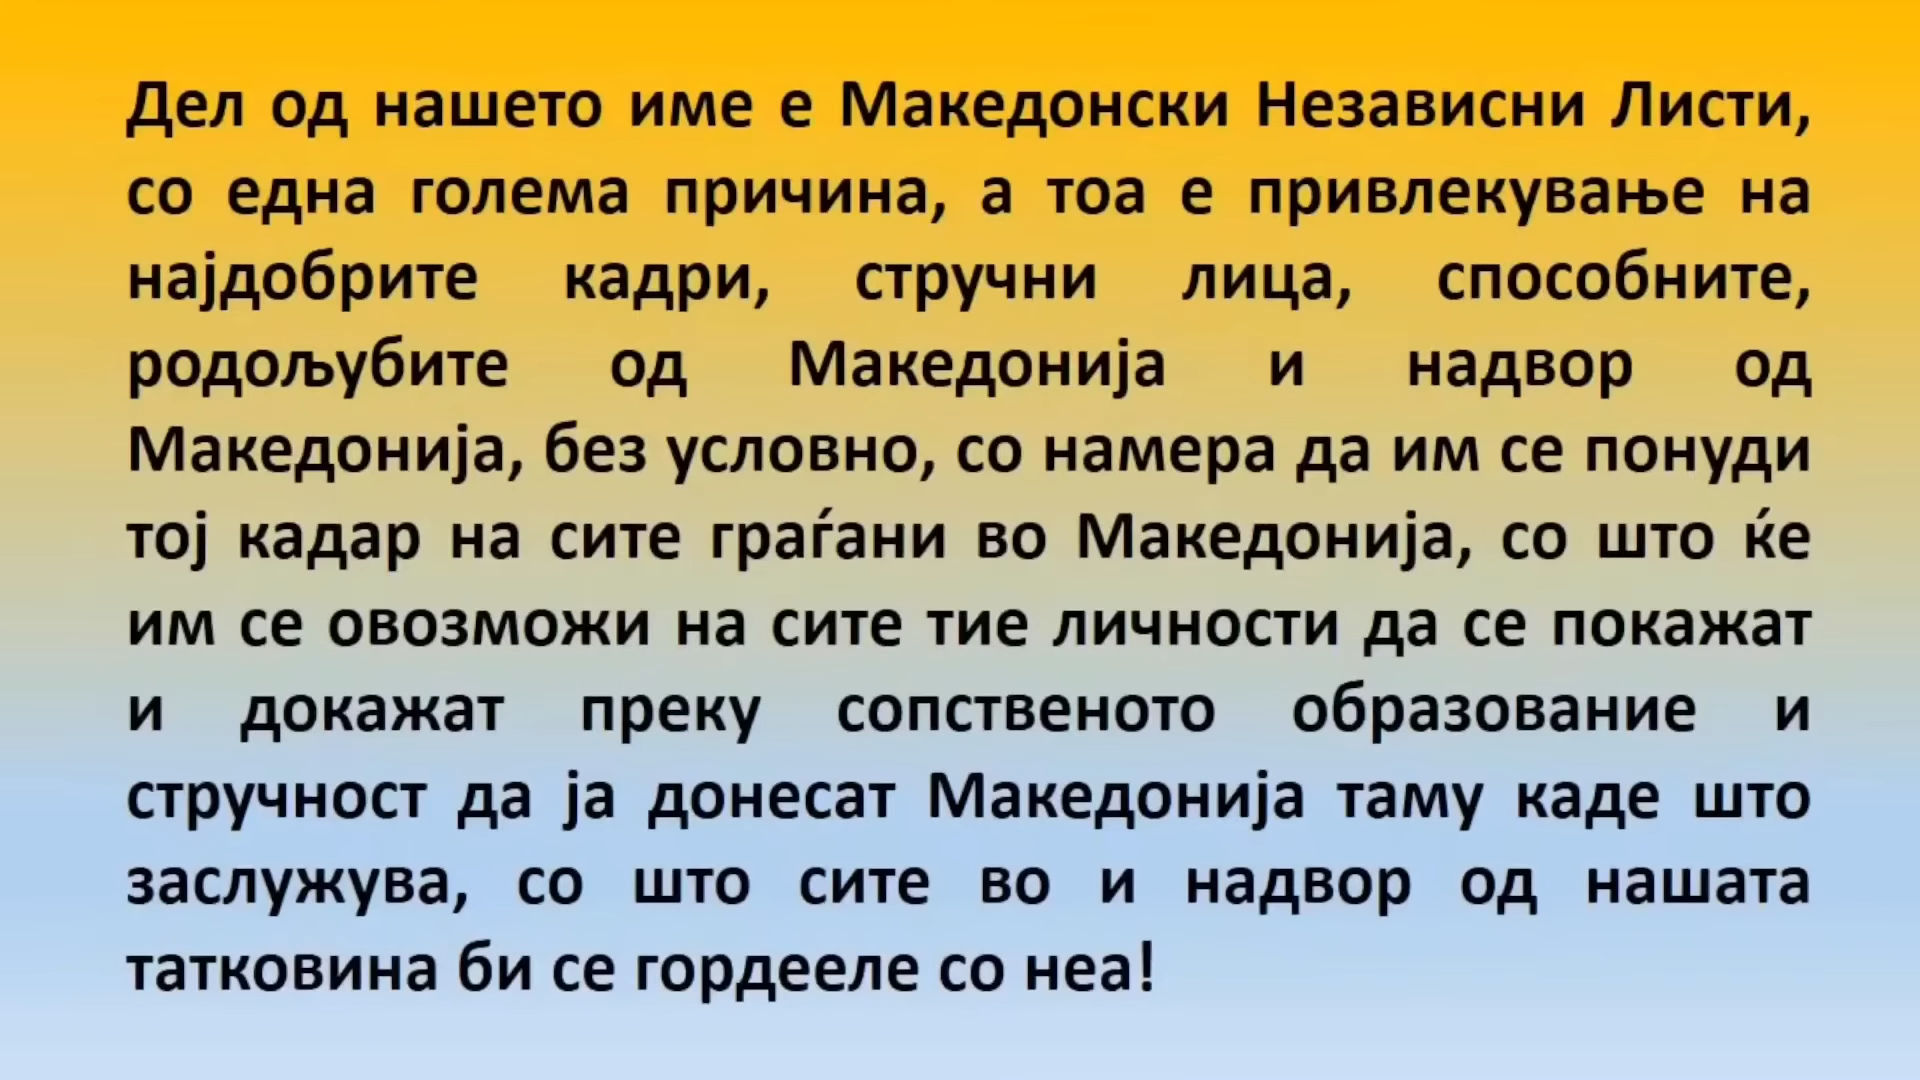 Дел од нашето име е Македонски Независни Листи,
со една голема причина, а тоа е привлекување на
најдобрите кадри, стручни лица, способните,
родољубите од Македонија и надвор од
Македонија, без условно, со намера да им се понуди
тој кадар на сите граѓани во Македонија, со што ќе
им се овозможи на сите тие личности да се покажат
и докажат преку сопственото образование и
стручност да ја донесат Македонија таму каде што
заслужува, со што сите во и надвор од нашата
татковина би се гордееле со неа!